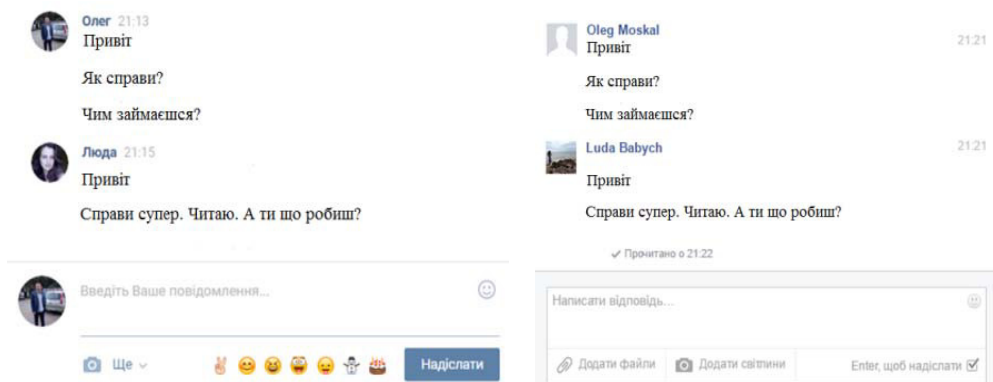 Олег 21:13
Привіт
Як справи?
Чим займаєшся?
Люда 21:15
Привіт
Справи супер. Читаю. А ти що робиш?
Введіть Ваше повідомлення...
Ще
Надіслати
Oleg Moskal 21:21
Привіт
Як справи?
Чим займаєшся?
Luda Babych 21:21
Привіт
Справи супер. Читаю. А ти що робиш?
Прочитано о 21:22
Написати відповідь...
Додати файли Додати світлини Enter, щоб надіслати